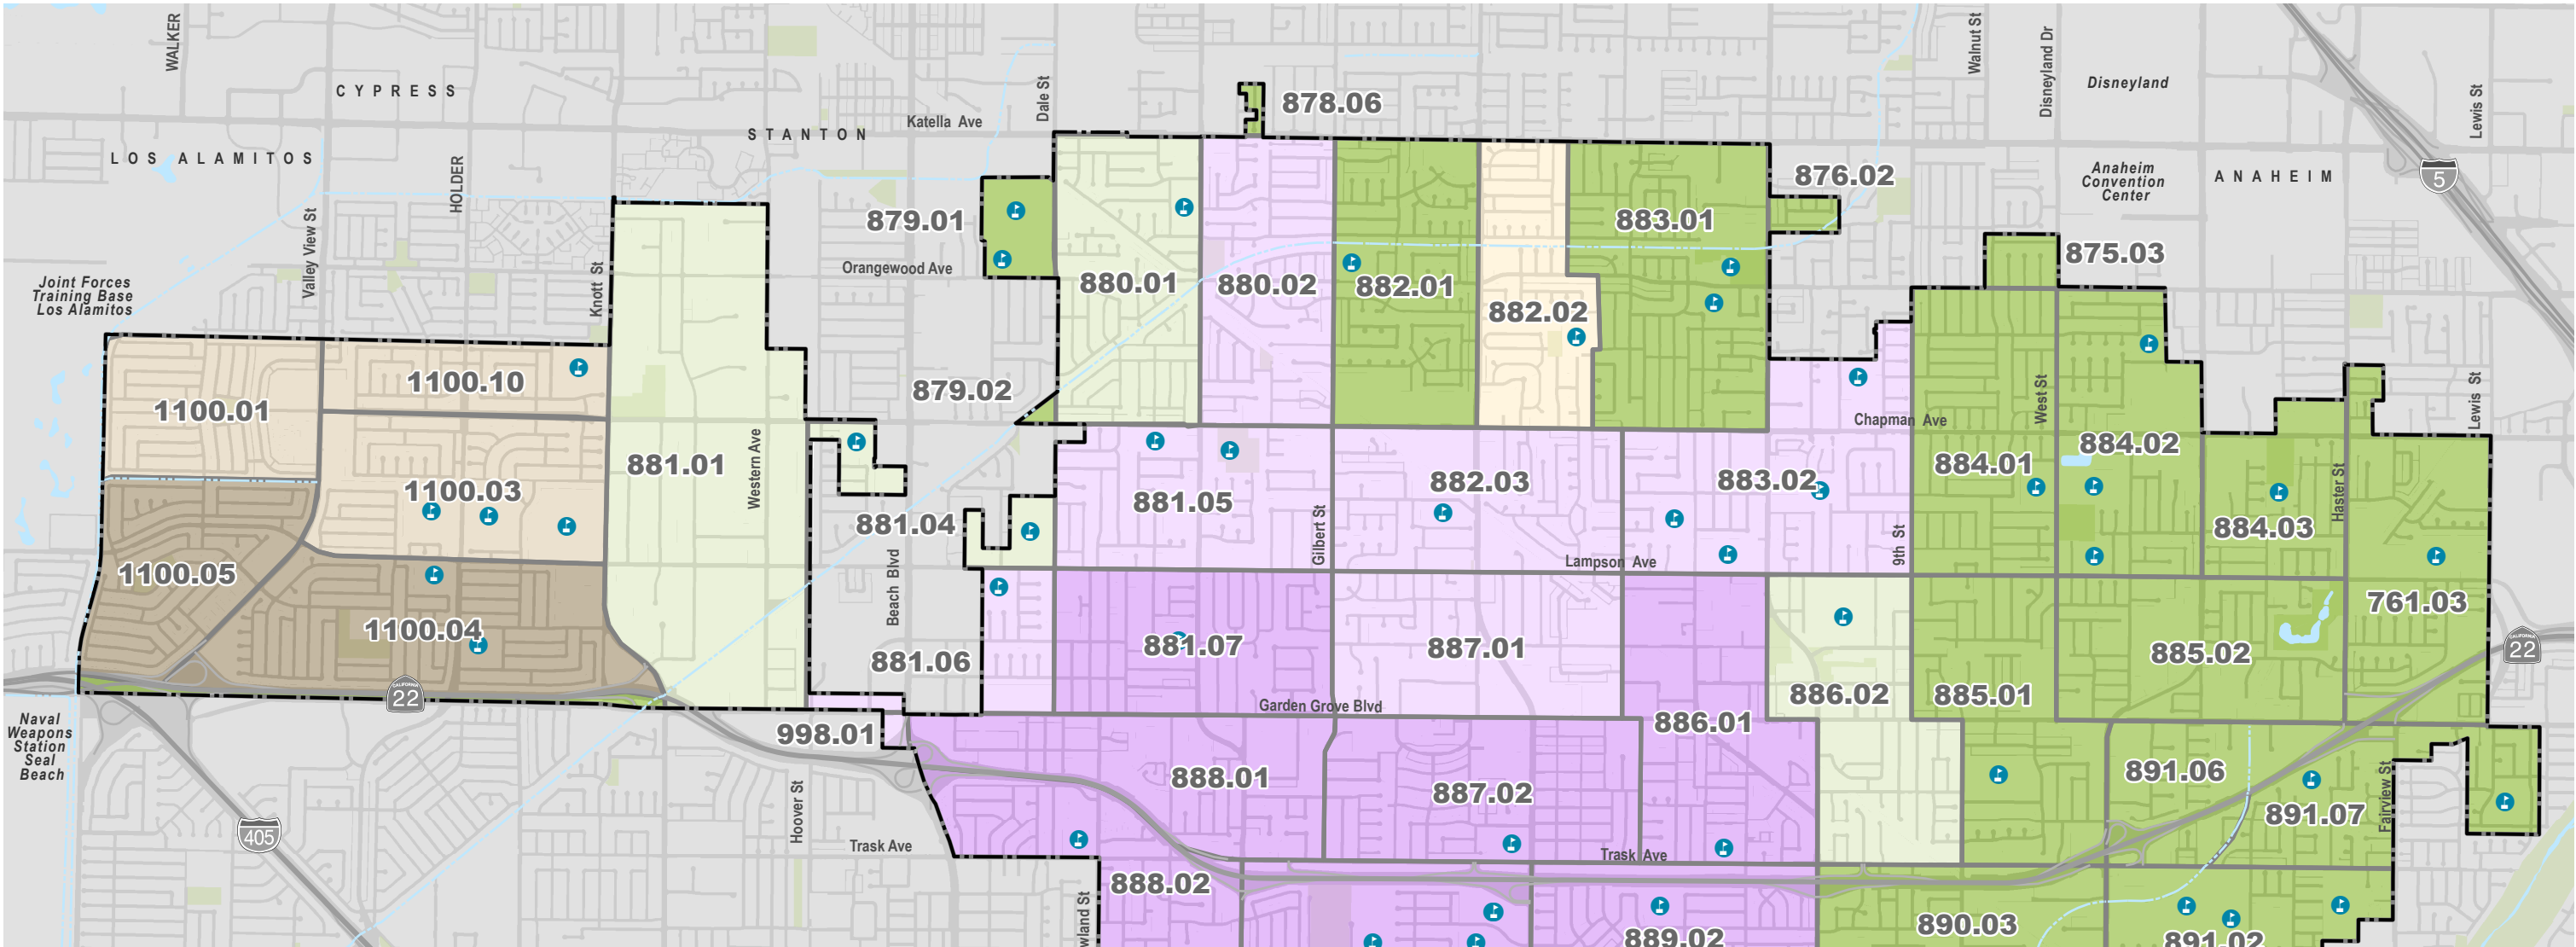 WALKER
CYPRESS
LOS ALAMITOS
HOLDER
Valley View St
Knott St
Joint Forces
Training Base
Los Alamitos
STANTON
Katella Ave
Dale St
878.06
Walnut St
Disneyland Dr
Disneyland
Lewis St
5
Anaheim
Convention
Center
ANAHEIM
876.02
879.01
883.01
875.03
Orangewood Ave
880.01
880.02
882.01
882.02
1100.10
1100.01
879.02
West St
Lewis St
Chapman Ave
881.01
Western Ave
884.01
884.02
1100.03
881.05
882.03
883.02
Haster St
881.04
Gilbert St
884.03
9th St
1100.05
Beach Blvd
Lampson Ave
761.03
1100.04
881.06
881.07
887.01
885.02
CALIFORNIA
22
CALIFORNIA
22
886.02
885.01
Garden Grove Blvd
886.01
Naval
Weapons
Station
Seal
Beach
998.01
888.01
887.02
891.06
891.07
Fairview St
Hoover St
405
Trask Ave
Trask Ave
888.02
wland St
890.03
889.02
891.02